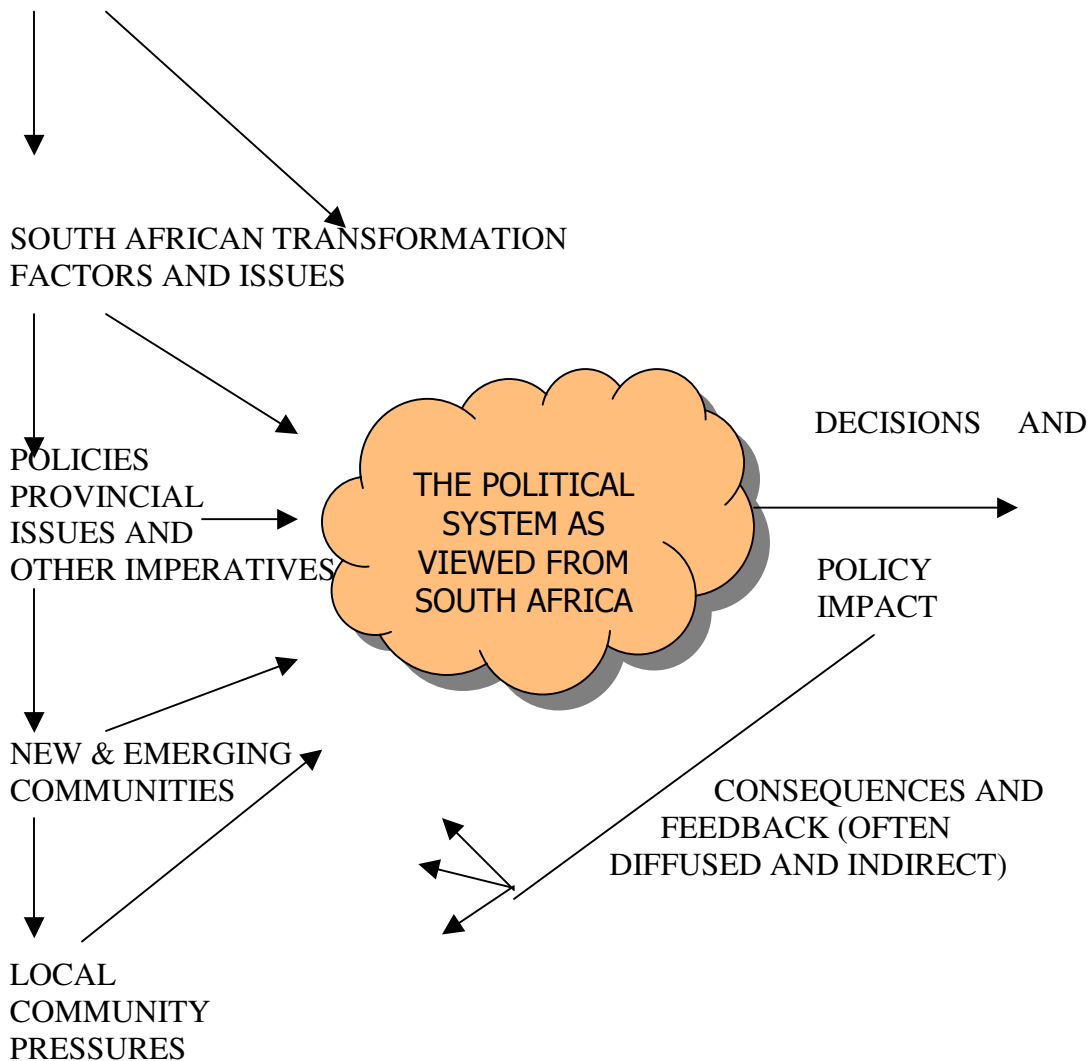 SOUTH AFRICAN TRANSFORMATION
FACTORS AND ISSUES
POLICIES
PROVINCIAL
ISSUES AND
OTHER IMPERATIVES
NEW & EMERGING
COMMUNITIES
LOCAL
COMMUNITY
PRESSURES
THE POLITICAL
SYSTEM AS
VIEWED FROM
SOUTH AFRICA
DECISIONS AND
POLICY
IMPACT
CONSEQUENCES AND
FEEDBACK (OFTEN
DIFFUSED AND INDIRECT)